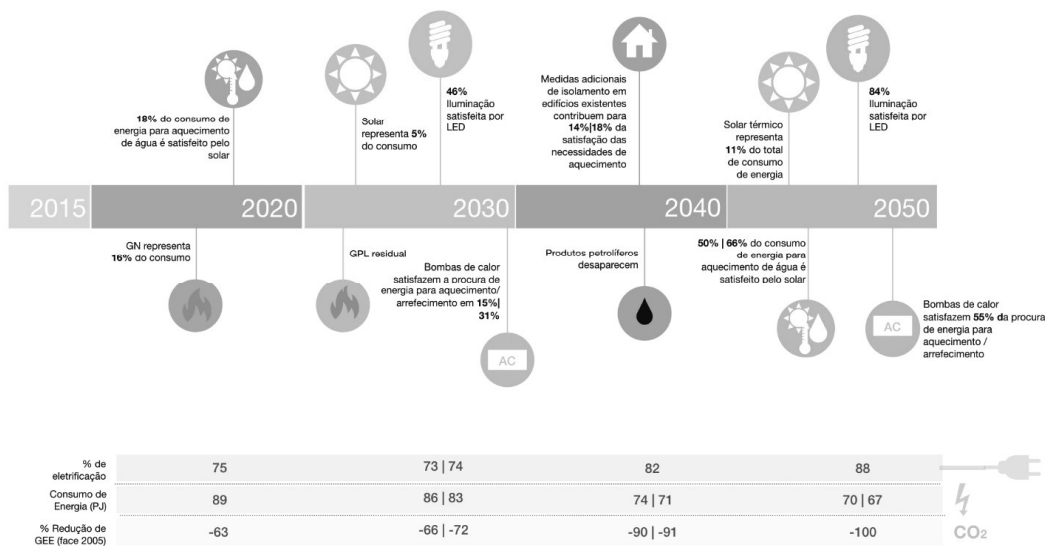 18% do consumo de
energia para aquecimento
de água é satisfeito pelo
solar
Solar
representa 5%
do consumo
46%
Iluminação
satisfeita por
LED
Medidas adicionais
de isolamento em
edifícios existentes
contribuem para
14%|18% da
satisfação das
necessidades de
aquecimento
Solar térmico
representa
11% do total
de consumo
de energia
84%
Iluminação
satisfeita por
LED
2015
2020
2030
2040
2050
GN representa
16% do consumo
GPL residual
Bombas de calor
satisfazem a procura de
energia para aquecimento/
arrefecimento em 15%|
31%
AC
Produtos petrolíferos
desaparecem
50% | 66% do consumo
de energia para
aquecimento de água é
satisfeito pelo solar
AC
Bombas de calor
satisfazem 55% da procura
de energia para
aquecimento /
arrefecimento
% de
eletrificação
75
73 | 74
82
88
Consumo de
Energia (PJ)
89
86 | 83
74 | 71
70 | 67
% Redução de
GEE (face 2005)
-63
-66 | -72
-90 | -91
-100
CO₂